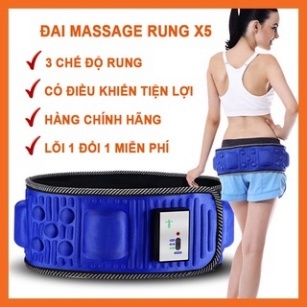 ĐAI MASSAGE RUNG X5
3 CHẾ ĐỘ RUNG
CÓ ĐIỀU KHIỂN TIỆN LỢI
HÀNG CHÍNH HÃNG
LỖI 1 ĐỔI 1 MIỄN PHÍ